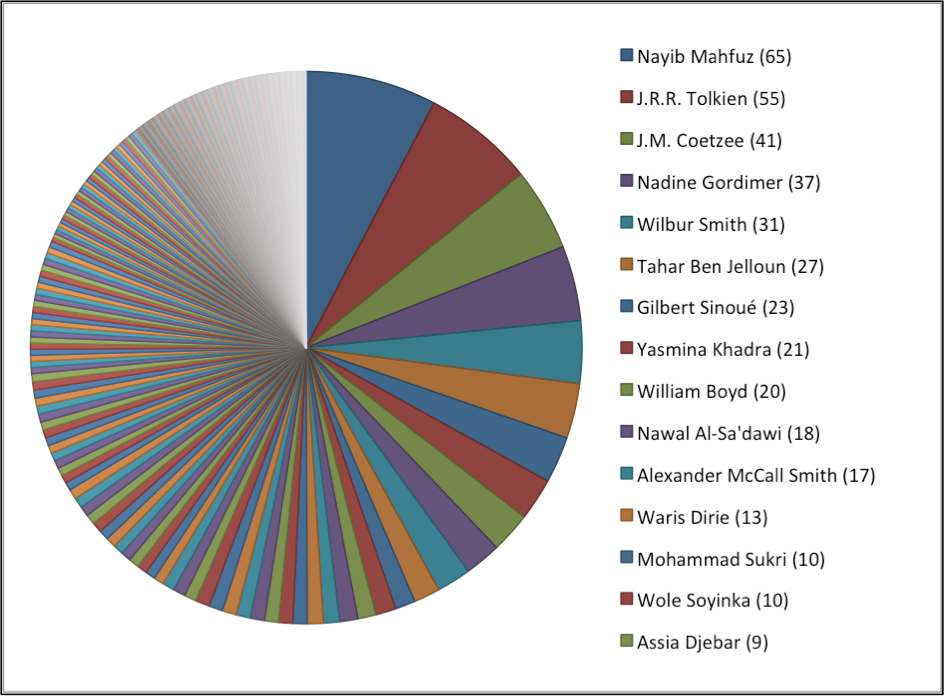 Nayib Mahfuz (65)
J.R.R. Tolkien (55)
J.M. Coetzee (41)
Nadine Gordimer (37)
Wilbur Smith (31)
Tahar Ben Jelloun (27)
Gilbert Sinoué (23)
Yasmina Khadra (21)
William Boyd (20)
Nawal Al-Sa'dawi (18)
Alexander McCall Smith (17)
Waris Dirie (13)
Mohammad Sukri (10)
Wole Soyinka (10)
Assia Djebar (9)